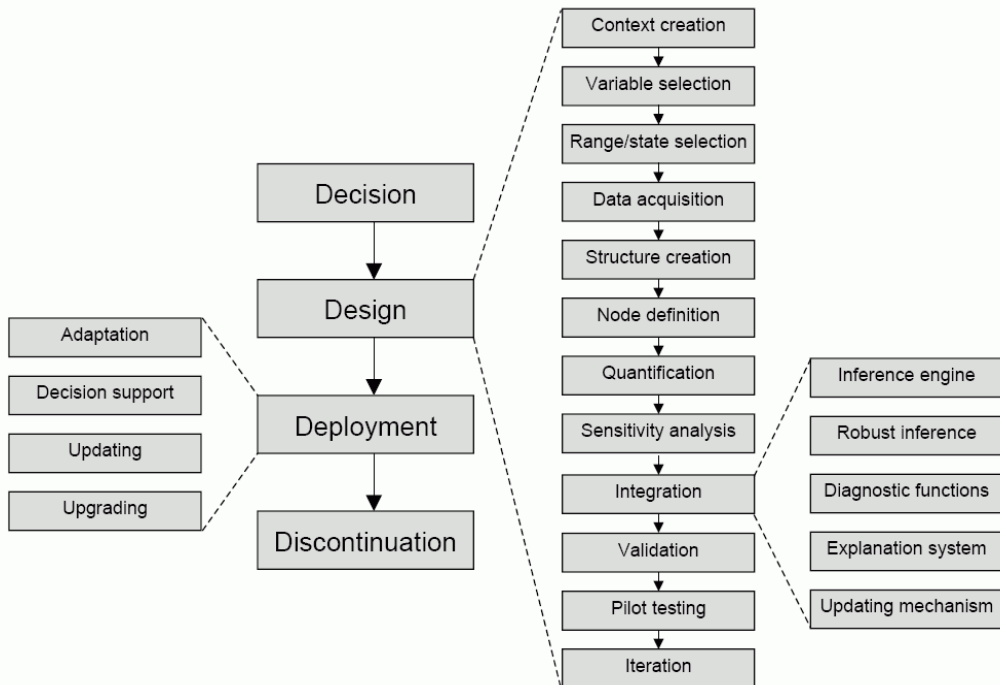 Decision
Design
Deployment
Discontinuation
Adaptation
Decision support
Updating
Upgrading
Context creation
Variable selection
Range/state selection
Data acquisition
Structure creation
Node definition
Quantification
Sensitivity analysis
Integration
Validation
Pilot testing
Iteration
Inference engine
Robust inference
Diagnostic functions
Explanation system
Updating mechanism